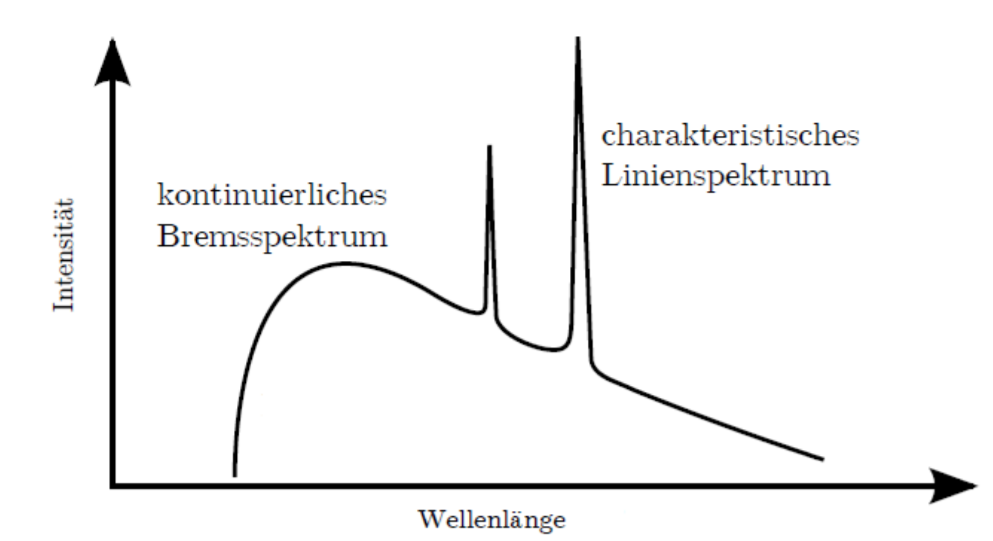 charakteristisches
Linienspektrum
kontinuierliches
Bremsspektrum
Intensität
Wellenlänge